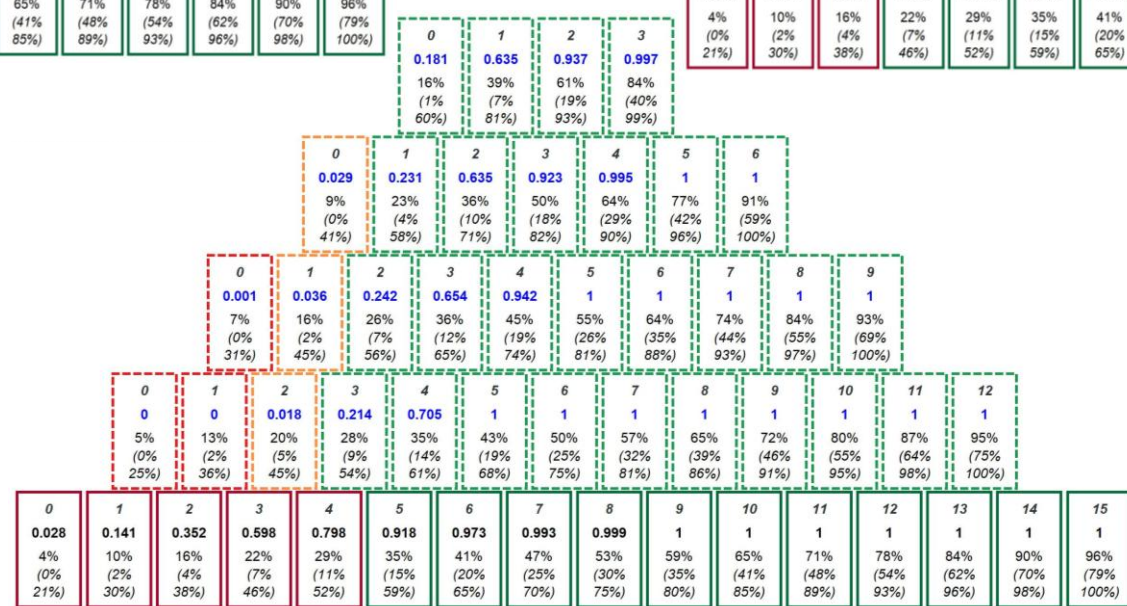 65% 71% 78% 84% 90% 96%
(41% (48% (54% (62% (70% (79%
85%) 89%) 93%) 96%) 98%) 100%)
4% 10% 16% 22% 29% 35% 41%
(0% (2% (4% (7% (11% (15% (20%
21%) 30%) 38%) 46%) 52%) 59%) 65%)
0 1 2 3
0.181 0.635 0.937 0.997
16% 39% 61% 84%
(1% (7% (19% (40%
60%) 81%) 93%) 99%)
0 1 2 3 4 5 6
0.029 0.231 0.635 0.923 0.995 1 1
9% 23% 36% 50% 64% 77% 91%
(0% (4% (10% (18% (29% (42% (59%
41%) 58%) 71%) 82%) 90%) 96%) 100%)
0 1 2 3 4 5 6 7 8 9
0.001 0.036 0.242 0.654 0.942 1 1 1 1 1
7% 16% 26% 36% 45% 55% 64% 74% 84% 93%
(0% (2% (7% (12% (19% (26% (35% (44% (55% (69%
31%) 45%) 56%) 65%) 74%) 81%) 88%) 93%) 97%) 100%)
0 1 2 3 4 5 6 7 8 9 10 11 12
0 0 0.018 0.214 0.705 1 1 1 1 1 1 1 1
5% 13% 20% 28% 35% 43% 50% 57% 65% 72% 80% 87% 95%
(0% (2% (5% (9% (14% (19% (25% (32% (39% (46% (55% (64% (75%
25%) 36%) 45%) 54%) 61%) 68%) 75%) 81%) 86%) 91%) 95%) 98%) 100%)
0 1 2 3 4 5 6 7 8 9 10 11 12 13 14 15
0.028 0.141 0.352 0.598 0.798 0.918 0.973 0.993 0.999 1 1 1 1 1 1 1
4% 10% 16% 22% 29% 35% 41% 47% 53% 59% 65% 71% 78% 84% 90% 96%
(0% (2% (4% (7% (11% (15% (20% (25% (30% (35% (41% (48% (54% (62% (70% (79%
21%) 30%) 38%) 46%) 52%) 59%) 65%) 70%) 75%) 80%) 85%) 89%) 93%) 96%) 98%) 100%)